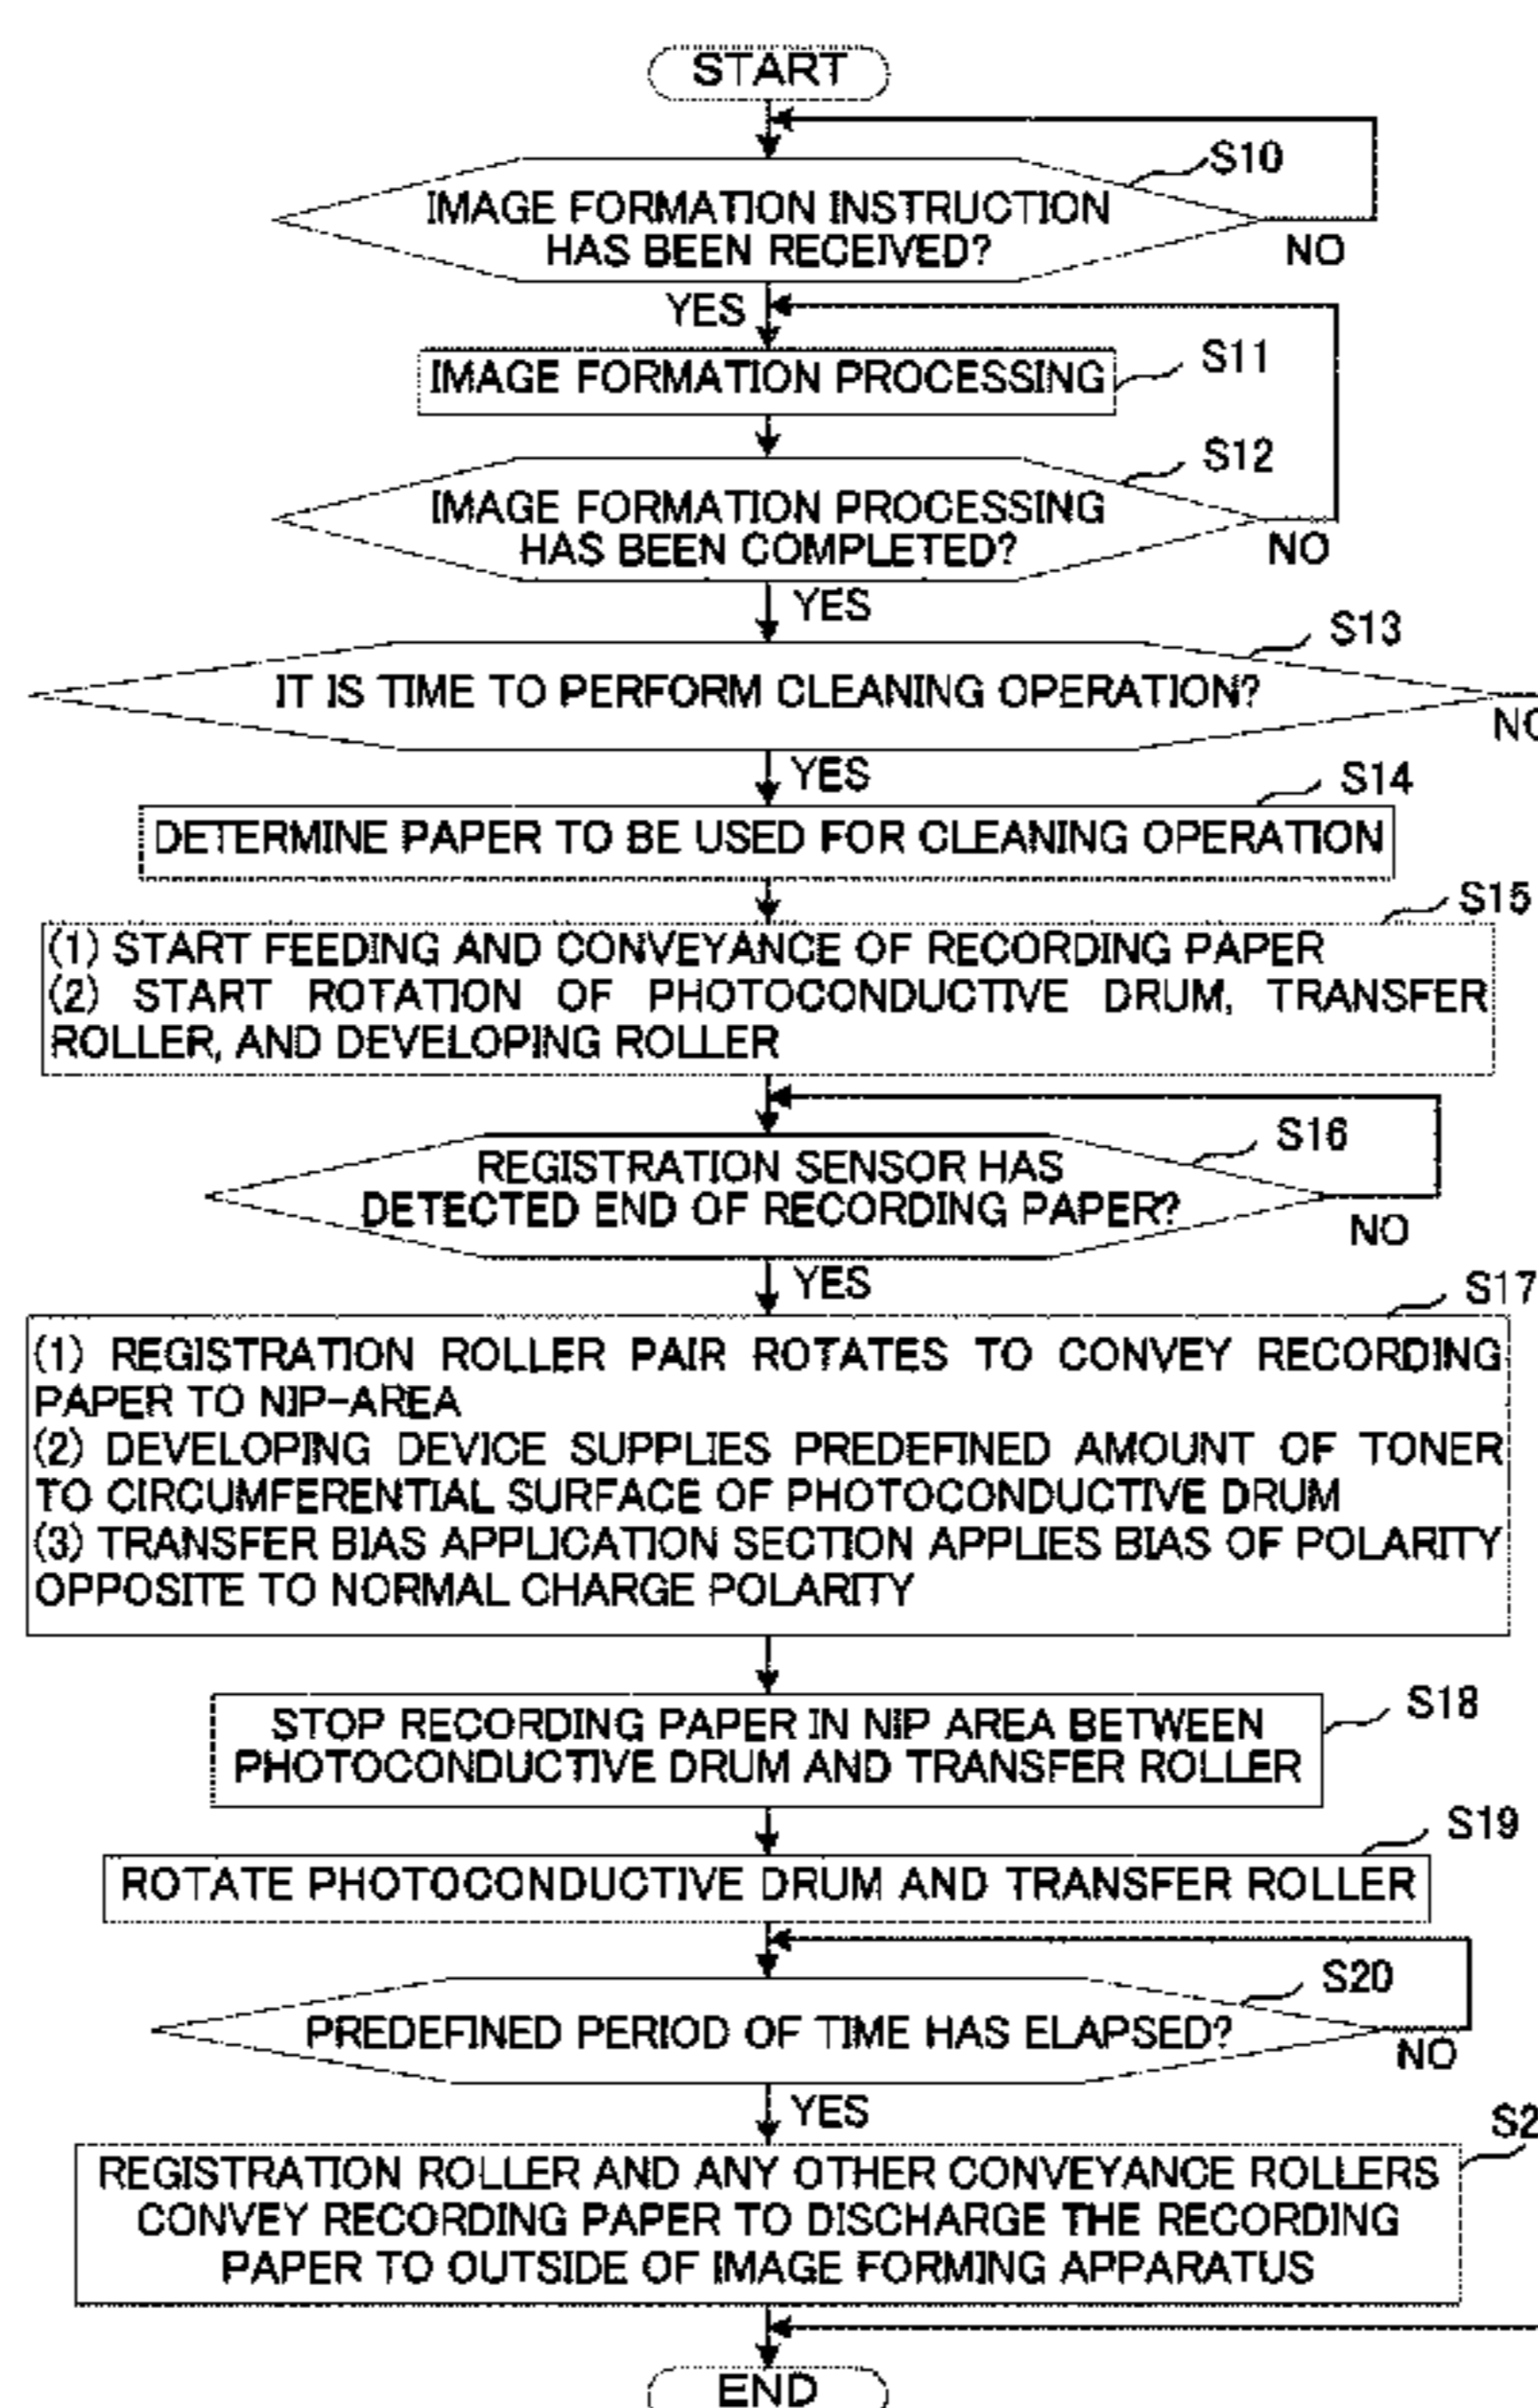 START
S10
IMAGE FORMATION INSTRUCTION
HAS BEEN RECEIVED?
NO
YES
S11
IMAGE FORMATION PROCESSING
S12
IMAGE FORMATION PROCESSING
HAS BEEN COMPLETED?
NO
YES
S13
IT IS TIME TO PERFORM CLEANING OPERATION?
NO
YES
S14
DETERMINE PAPER TO BE USED FOR CLEANING OPERATION
S15
(1) START FEEDING AND CONVEYANCE OF RECORDING PAPER
(2) START ROTATION OF PHOTOCONDUCTIVE DRUM, TRANSFER
ROLLER, AND DEVELOPING ROLLER
S16
REGISTRATION SENSOR HAS
DETECTED END OF RECORDING PAPER?
NO
YES
S17
(1) REGISTRATION ROLLER PAIR ROTATES TO CONVEY RECORDING
PAPER TO NIP-AREA
(2) DEVELOPING DEVICE SUPPLIES PREDEFINED AMOUNT OF TONER
TO CIRCUMFERENTIAL SURFACE OF PHOTOCONDUCTIVE DRUM
(3) TRANSFER BIAS APPLICATION SECTION APPLIES BIAS OF POLARITY
OPPOSITE TO NORMAL CHARGE POLARITY
S18
STOP RECORDING PAPER IN NIP AREA BETWEEN
PHOTOCONDUCTIVE DRUM AND TRANSFER ROLLER
S19
ROTATE PHOTOCONDUCTIVE DRUM AND TRANSFER ROLLER
S20
PREDEFINED PERIOD OF TIME HAS ELAPSED?
NO
YES
S2
REGISTRATION ROLLER AND ANY OTHER CONVEYANCE ROLLERS
CONVEY RECORDING PAPER TO DISCHARGE THE RECORDING
PAPER TO OUTSIDE OF IMAGE FORMING APPARATUS
END